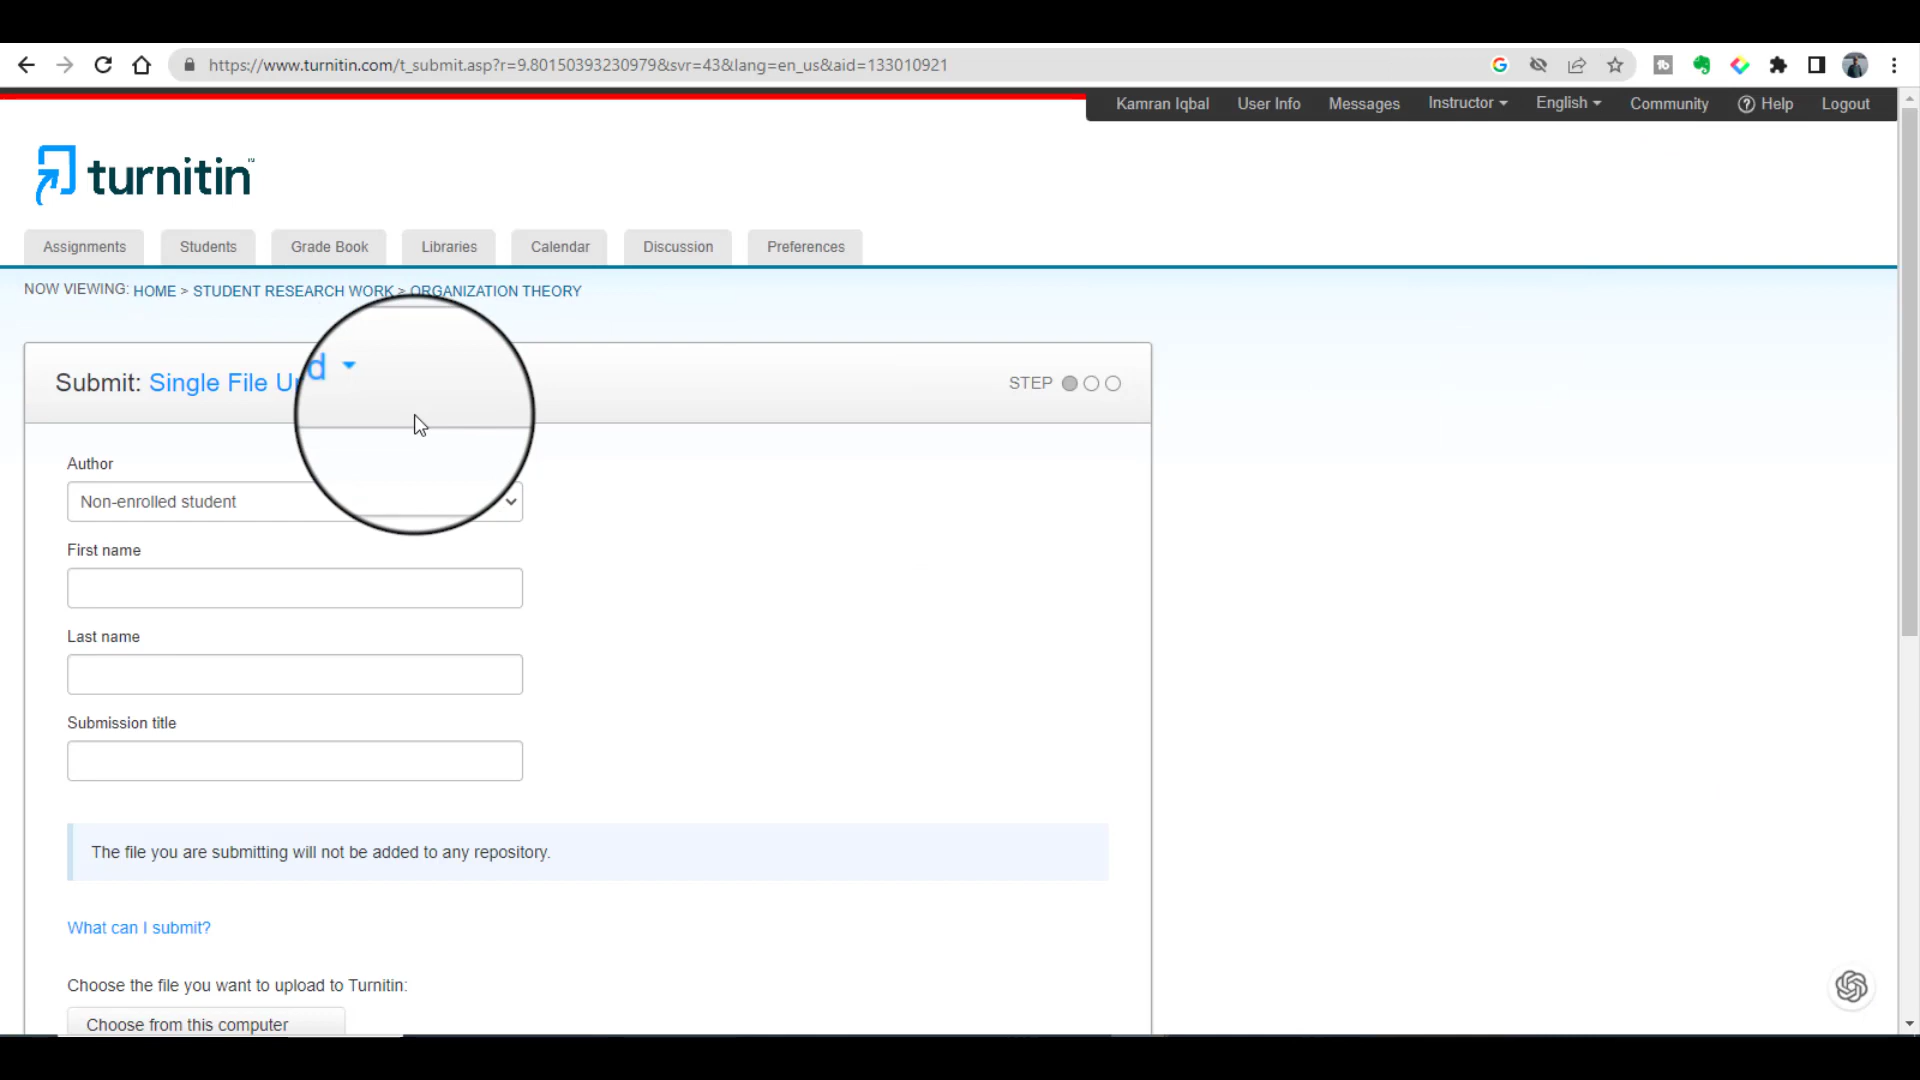 https://www.turnitin.com/t_submit.asp?r=9.80150393230979&svr=43&lang=en_us&aid=133010921
Kamran Iqbal User Info Messages Instructor English Community Help Logout
turnitin
Assignments Students Grade Book Libraries Calendar Discussion Preferences
NOW VIEWING: HOME > STUDENT RESEARCH WORK > ORGANIZATION THEORY
Submit: Single File
STEP
Author
Non-enrolled student
First name
Last name
Submission title
The file you are submitting will not be added to any repository.
What can I submit?
Choose the file you want to upload to Turnitin:
Choose from this computer